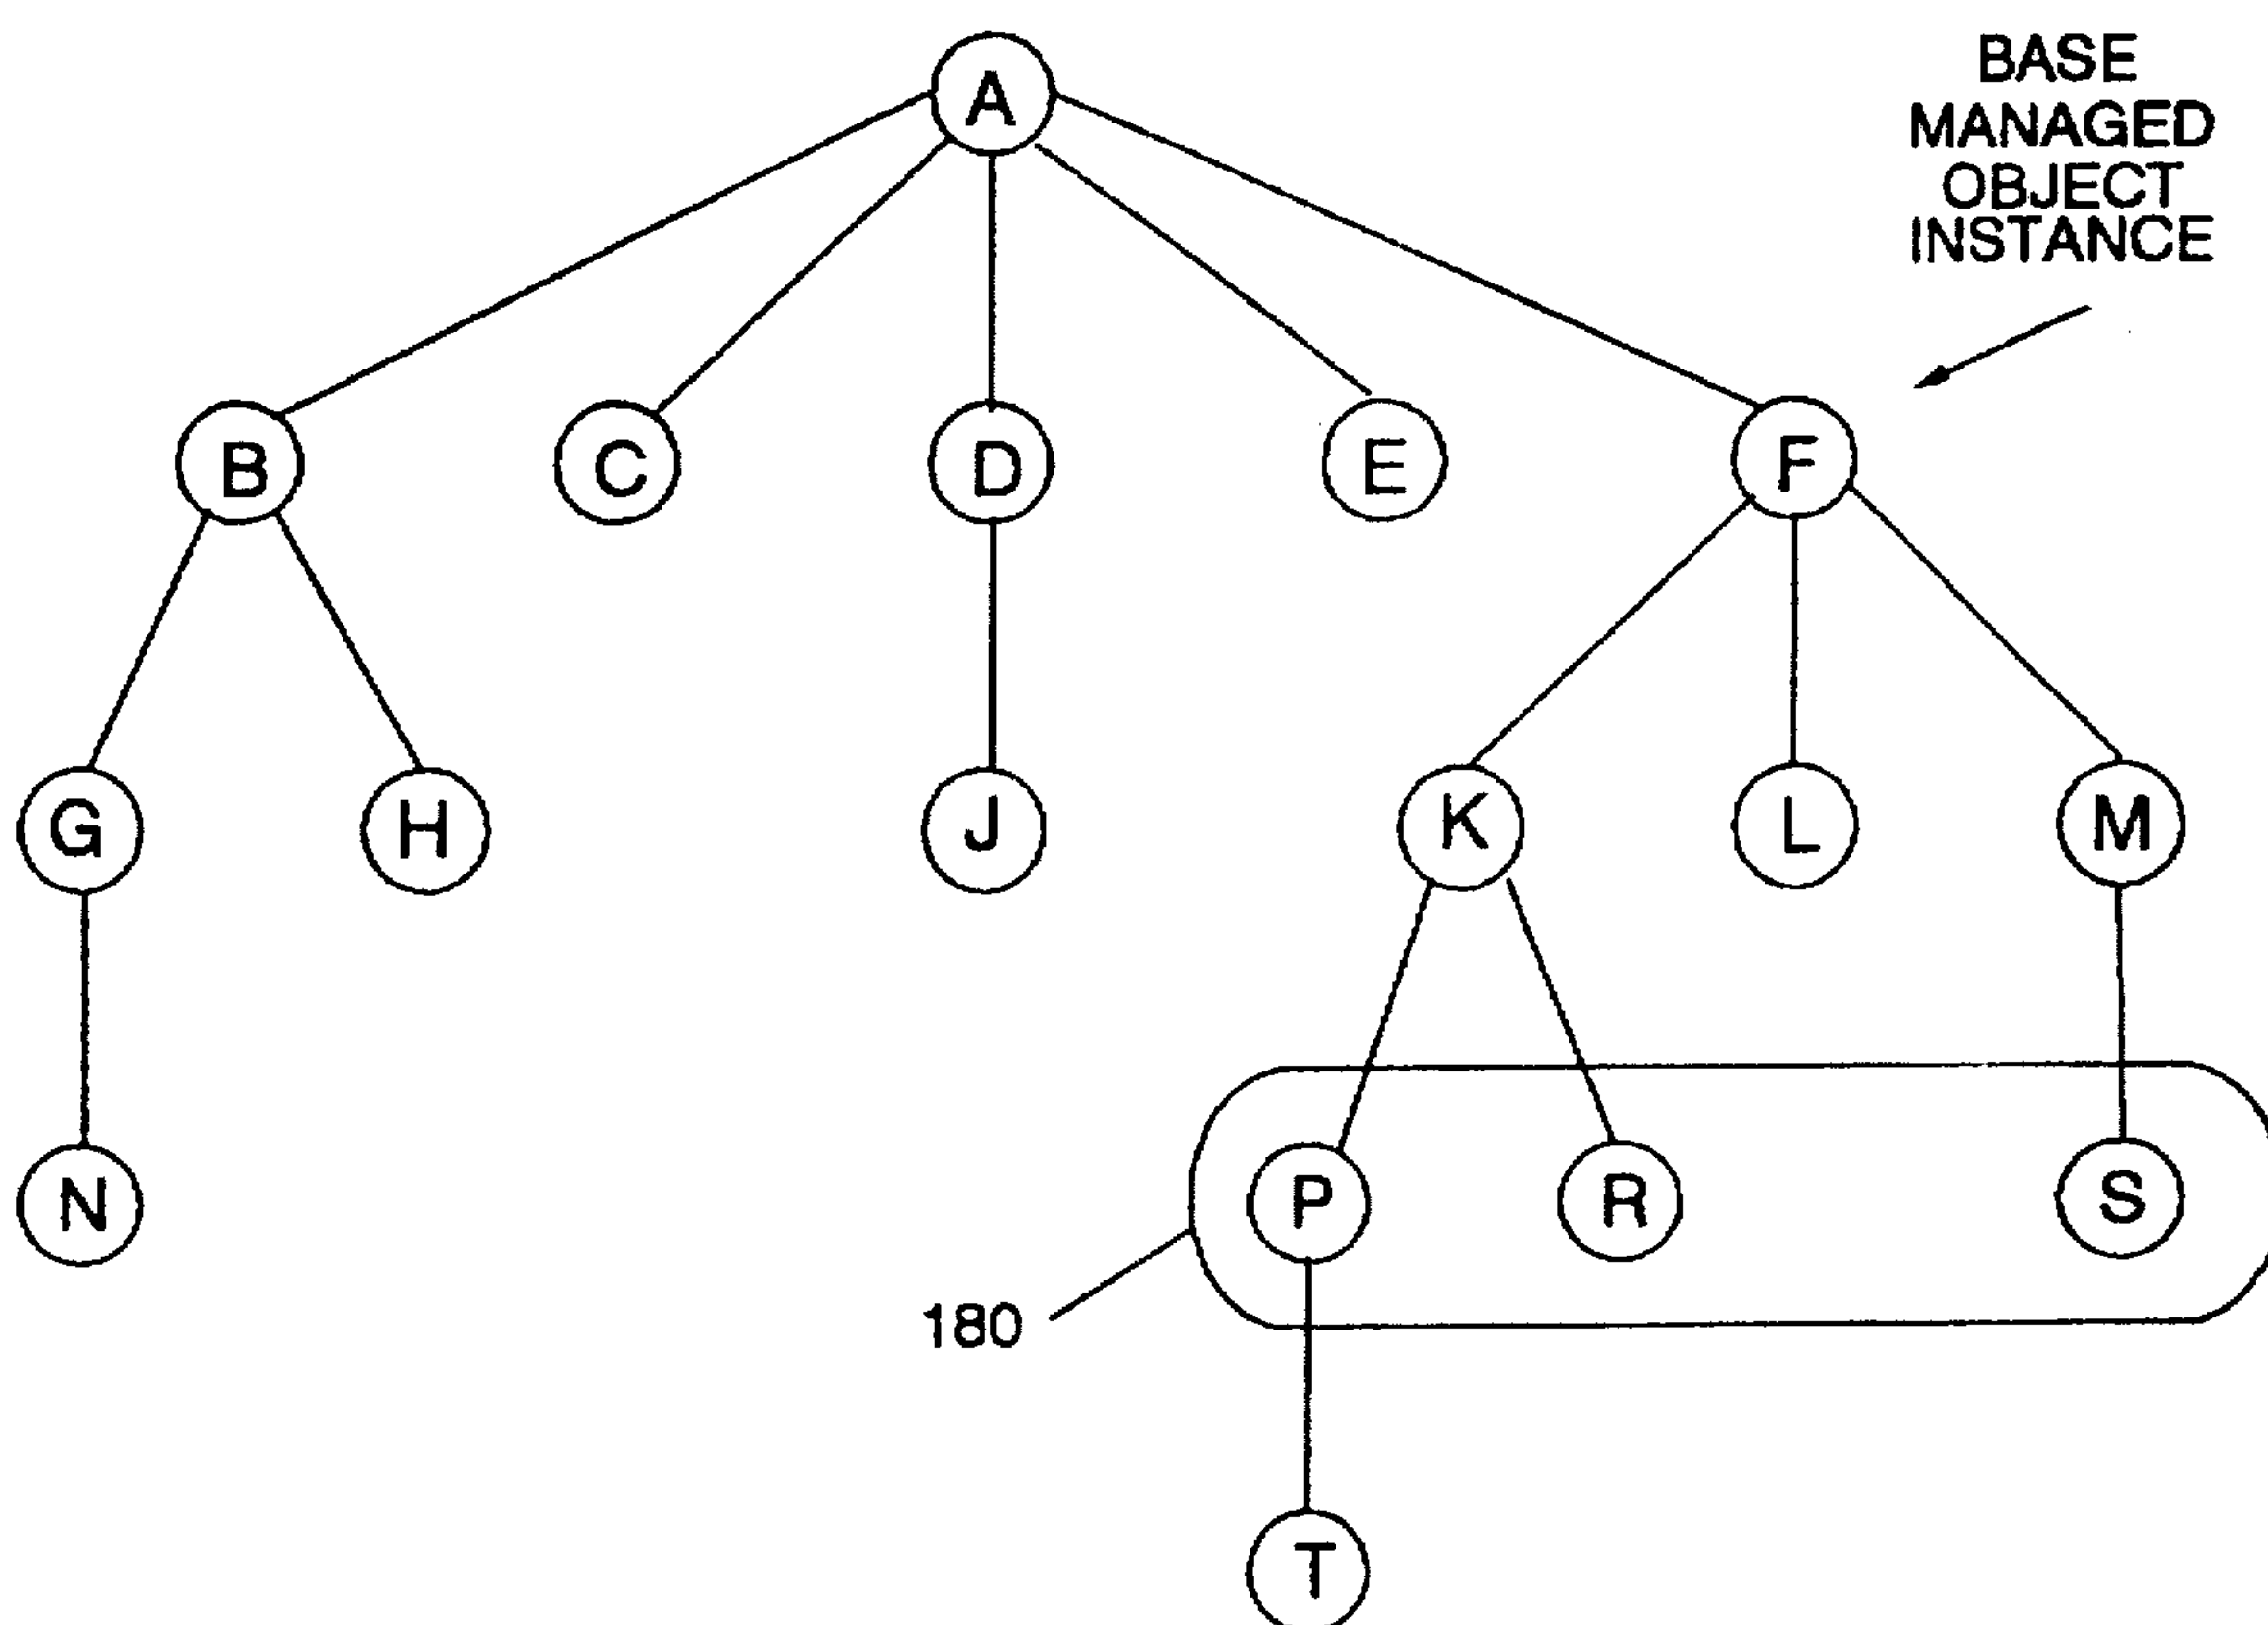 A
BASE
MANAGED
OBJECT
INSTANCE
B C D E F
G H J K L M
N P R S
180
T